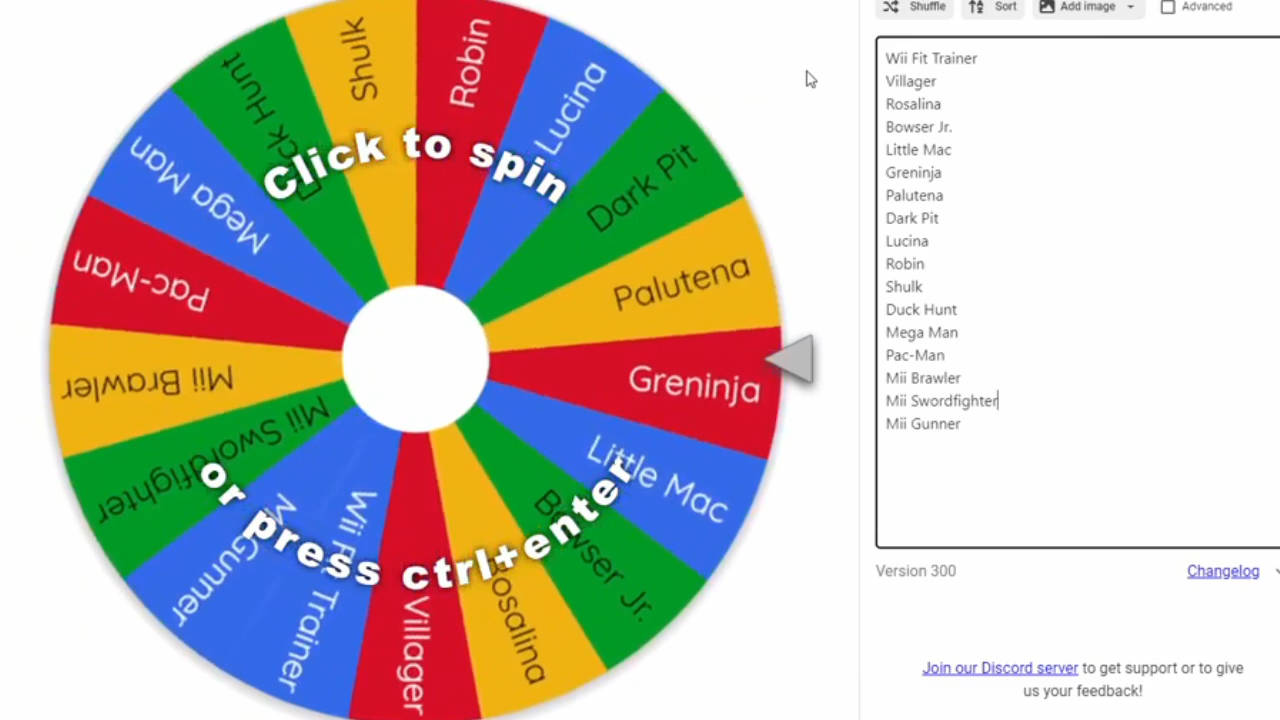 Shuffle
Sort
Add image
Advanced
Shulk
Robin
Lucina
Dark Pit
Palutena
Greninja
Little Mac
Bowser Jr.
Rosalina
Villager
Wii Fit Trainer
Mii Gunner
Mii Swordfighter
Mii Brawler
Pac-Man
Mega Man
Duck Hunt
Click to spin
or press ctrl+enter
Wii Fit Trainer
Villager
Rosalina
Bowser Jr.
Little Mac
Greninja
Palutena
Dark Pit
Lucina
Robin
Shulk
Duck Hunt
Mega Man
Pac-Man
Mii Brawler
Mii Swordfighter
Mii Gunner
Version 300
Changelog
Join our Discord server to get support or to give
us your feedback!